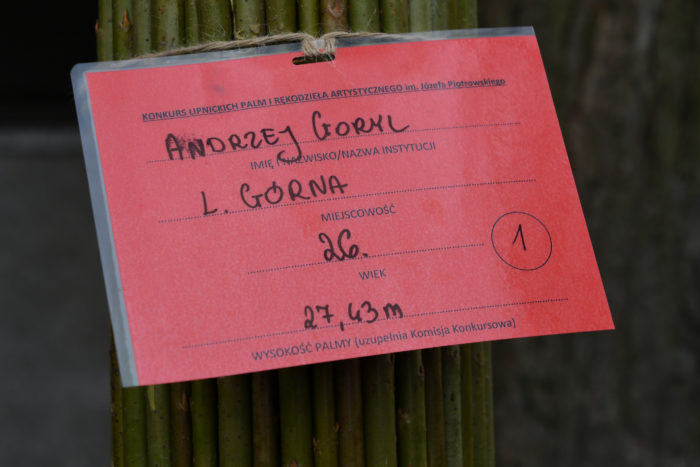 KONKURS LIPNICKICH PALM I RĘKODZIEŁA ARTYSTYCZNEGO im. Józefa Piotrowskiego
ANDRZEJ GORYL
IMIĘ I NAZWISKO/NAZWA INSTYTUCJI
L. GÓRNA
MIEJSCOWOŚĆ
26.
1
WIEK
27,43m
WYSOKOŚĆ PALMY (uzupełnia Komisja Konkursowa)